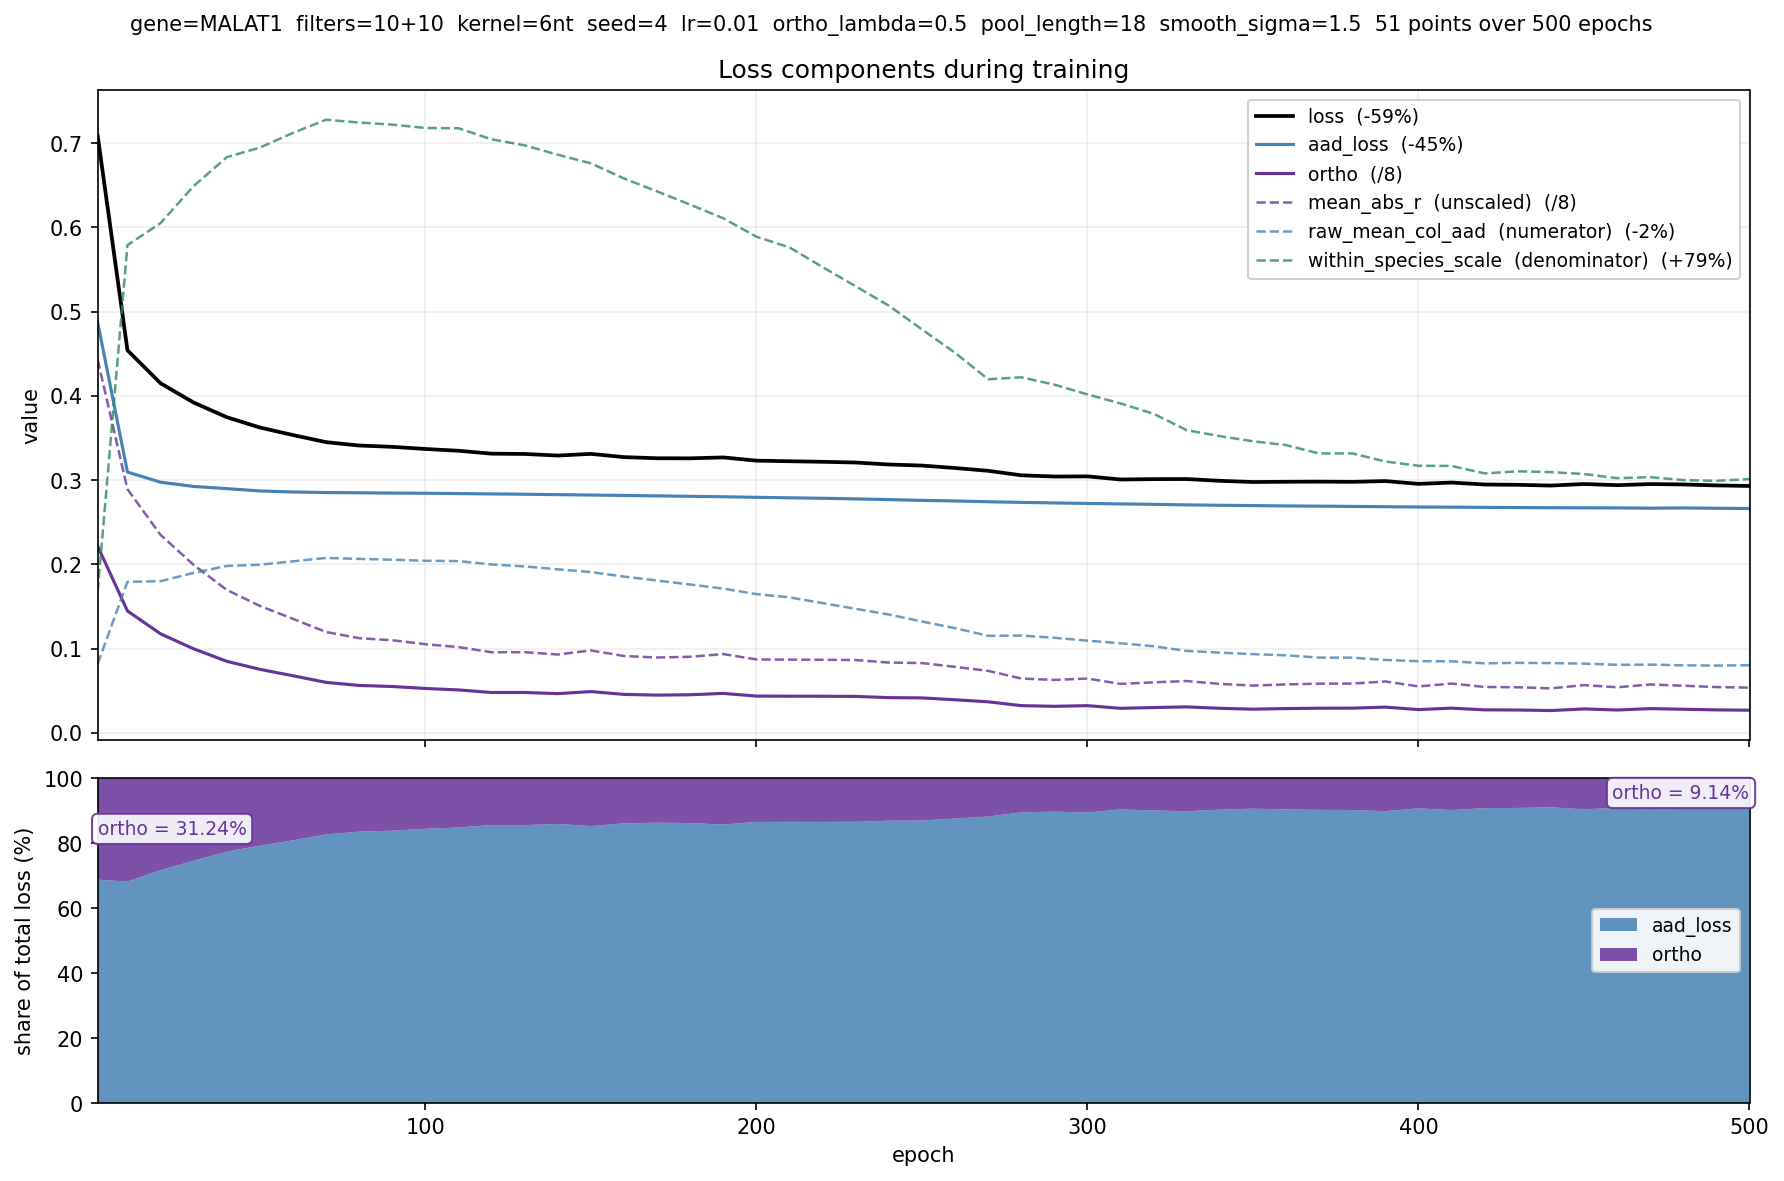 gene=MALAT1  filters=10+10  kernel=6nt  seed=4  lr=0.01  ortho_lambda=0.5  pool_length=18  smooth_sigma=1.5  51 points over 500 epochs
Loss components during training
loss  (-59%)
aad_loss  (-45%)
ortho  (/8)
mean_abs_r  (unscaled)  (/8)
raw_mean_col_aad  (numerator)  (-2%)
within_species_scale  (denominator)  (+79%)
value
0.7
0.6
0.5
0.4
0.3
0.2
0.1
0.0
share of total loss (%)
100
80
60
40
20
0
ortho = 31.24%
ortho = 9.14%
aad_loss
ortho
100
200
300
400
500
epoch